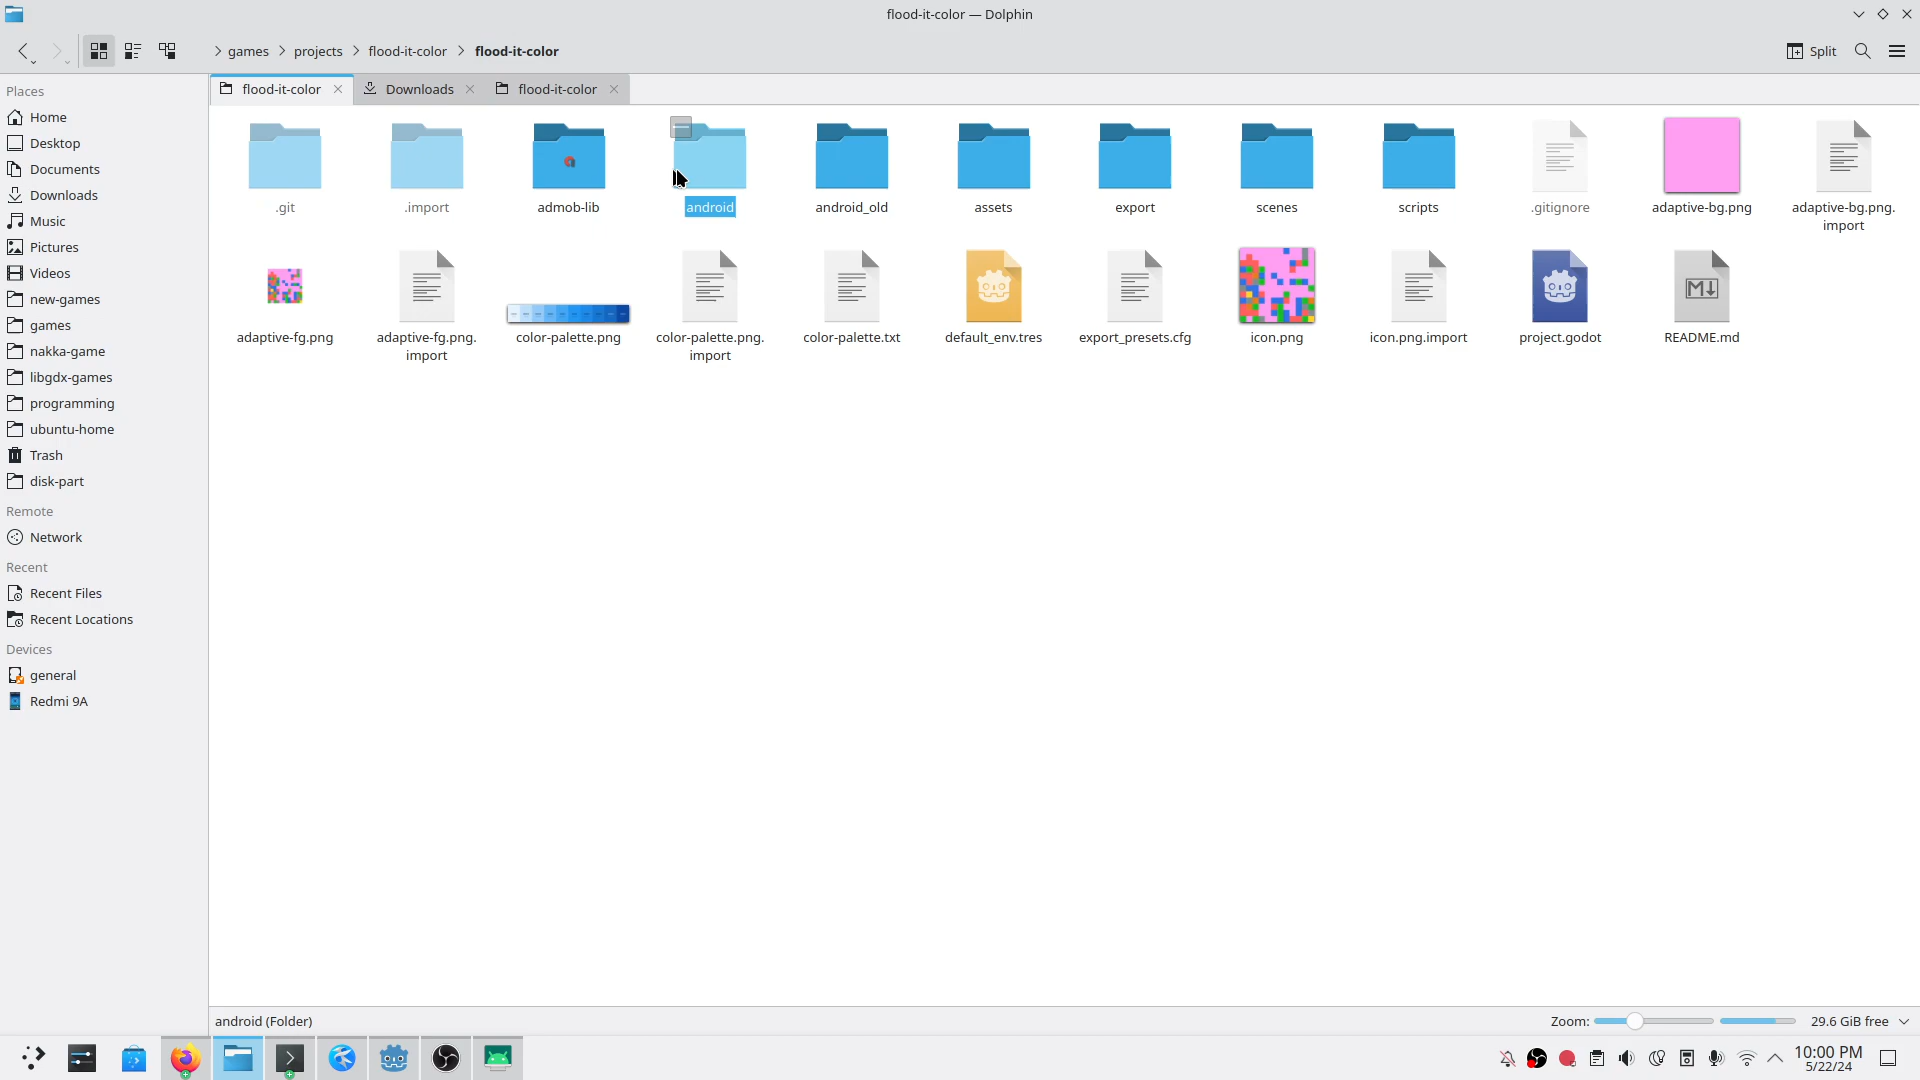 flood-it-color — Dolphin
games projects flood-it-color flood-it-color
Split
Places
Home
Desktop
Documents
Downloads
Music
Pictures
Videos
new-games
games
nakka-game
libgdx-games
programming
ubuntu-home
Trash
disk-part
Remote
Network
Recent
Recent Files
Recent Locations
Devices
general
Redmi 9A
flood-it-color Downloads flood-it-color
.git .import admob-lib android android_old assets export scenes scripts .gitignore adaptive-bg.png adaptive-bg.png.
import
adaptive-fg.png adaptive-fg.png. color-palette.png color-palette.png. color-palette.txt default_env.tres export_presets.cfg icon.png icon.png.import project.godot README.md
import import
M
android (Folder)
Zoom: 29.6 GiB free
10:00 PM
5/22/24